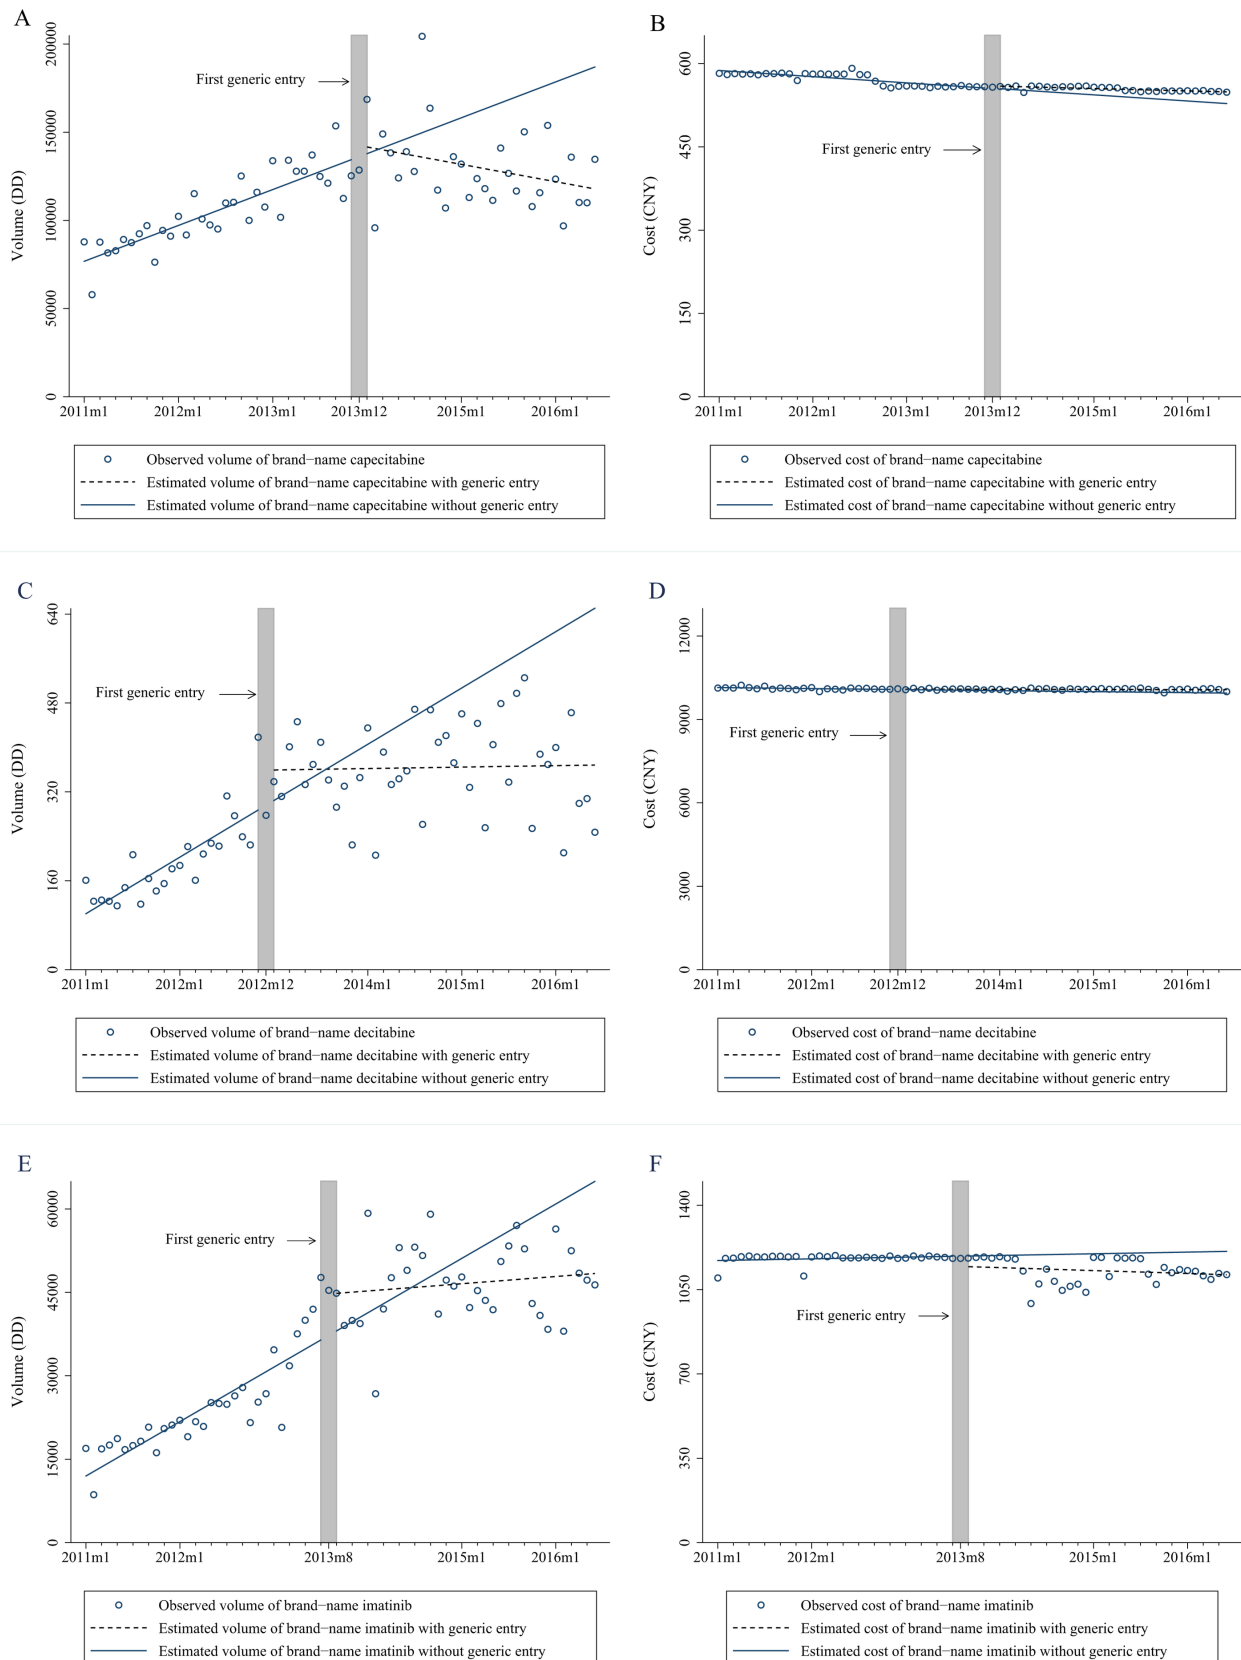 A
Volume (DD)
200000
150000
100000
50000
0
First generic entry
2011m1 2012m1 2013m1 2013m12 2015m1 2016m1
Observed volume of brand−name capecitabine
Estimated volume of brand−name capecitabine with generic entry
Estimated volume of brand−name capecitabine without generic entry
B
Cost (CNY)
600
450
300
150
0
First generic entry
2011m1 2012m1 2013m1 2013m12 2015m1 2016m1
Observed cost of brand−name capecitabine
Estimated cost of brand−name capecitabine with generic entry
Estimated cost of brand−name capecitabine without generic entry
C
Volume (DD)
640
480
320
160
0
First generic entry
2011m1 2012m1 2012m12 2014m1 2015m1 2016m1
Observed volume of brand−name decitabine
Estimated volume of brand−name decitabine with generic entry
Estimated volume of brand−name decitabine without generic entry
D
Cost (CNY)
12000
9000
6000
3000
0
First generic entry
2011m1 2012m1 2012m12 2014m1 2015m1 2016m1
Observed cost of brand−name decitabine
Estimated cost of brand−name decitabine with generic entry
Estimated cost of brand−name decitabine without generic entry
E
Volume (DD)
60000
45000
30000
15000
0
First generic entry
2011m1 2012m1 2013m8 2015m1 2016m1
Observed volume of brand−name imatinib
Estimated volume of brand−name imatinib with generic entry
Estimated volume of brand−name imatinib without generic entry
F
Cost (CNY)
1400
1050
700
350
0
First generic entry
2011m1 2012m1 2013m8 2015m1 2016m1
Observed cost of brand−name imatinib
Estimated cost of brand−name imatinib with generic entry
Estimated cost of brand−name imatinib without generic entry